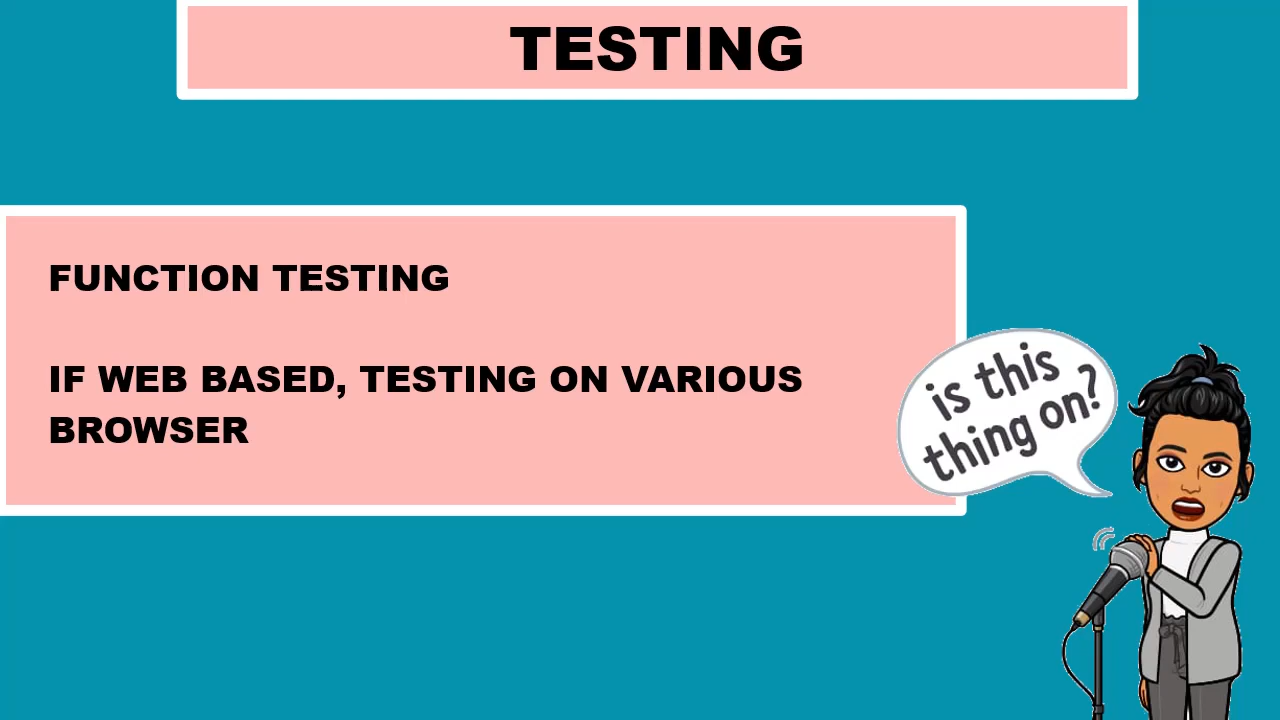 TESTING
FUNCTION TESTING
IF WEB BASED, TESTING ON VARIOUS
BROWSER
is this
thing on?